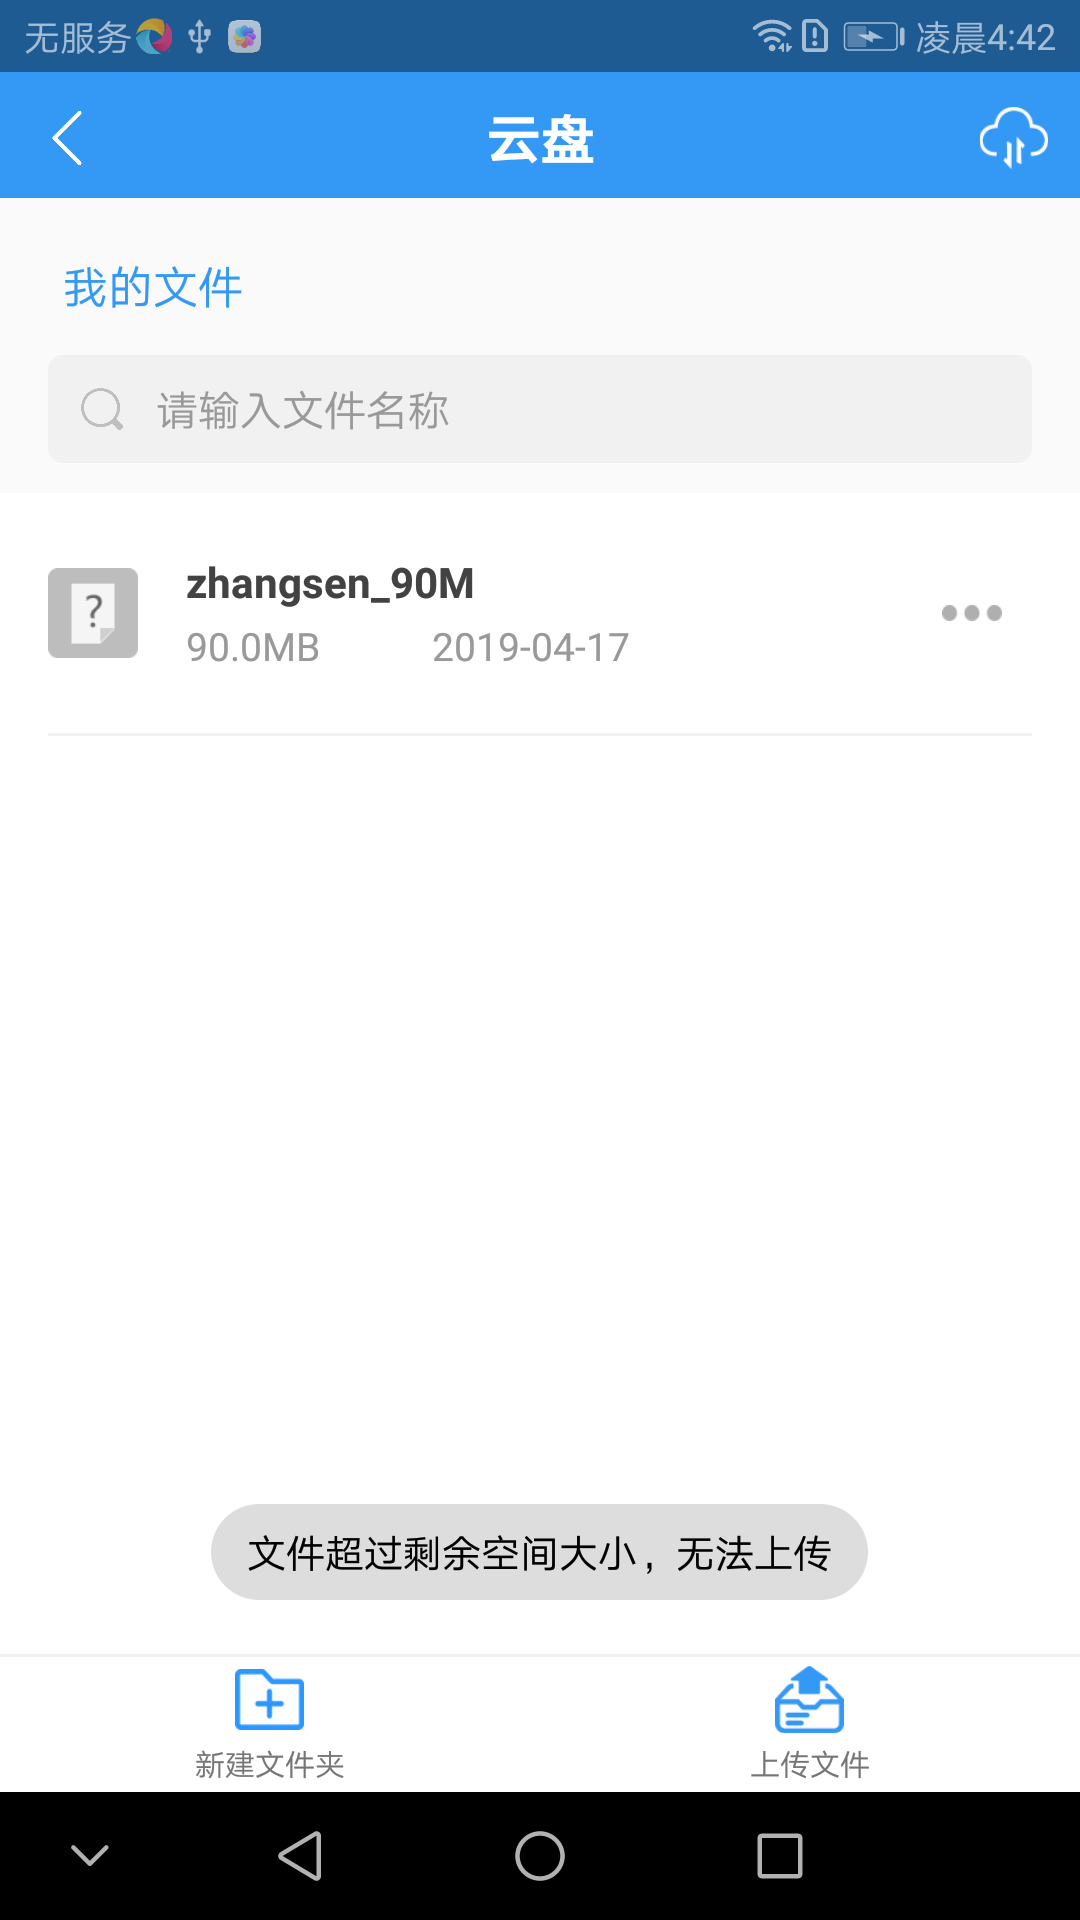 无服务
凌晨4:42
云盘
我的文件
请输入文件名称
?
zhangsen_90M
90.0MB 2019-04-17
文件超过剩余空间大小，无法上传
新建文件夹 上传文件